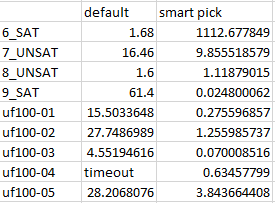 default smart pick
6_SAT 1.68 1112.677849
7_UNSAT 16.46 9.855518579
8_UNSAT 1.6 1.11879015
9_SAT 61.4 0.024800062
uf100-01 15.5033648 0.275596857
uf100-02 27.7486989 1.255985737
uf100-03 4.55194616 0.070008516
uf100-04 timeout 0.63457799
uf100-05 28.2068076 3.843664408